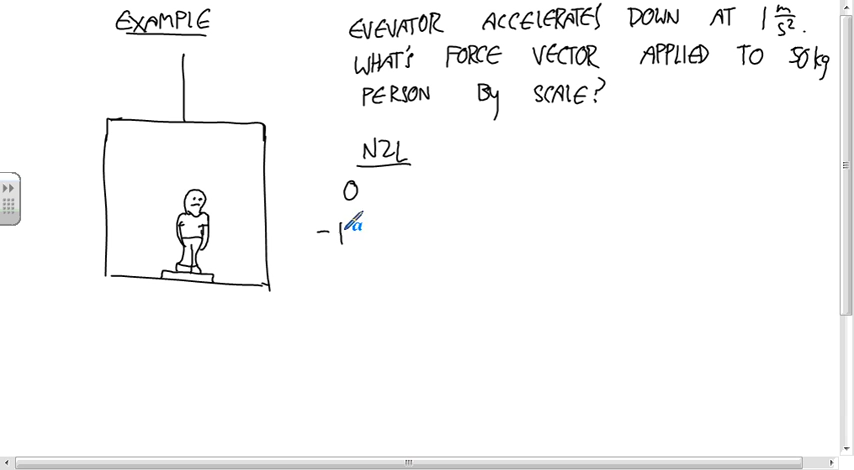 EXAMPLE
EVEVATOR ACCELERATES DOWN AT 1 m/s².
WHAT'S FORCE VECTOR APPLIED TO 50kg
PERSON By SCALE?
N2L
0
-1